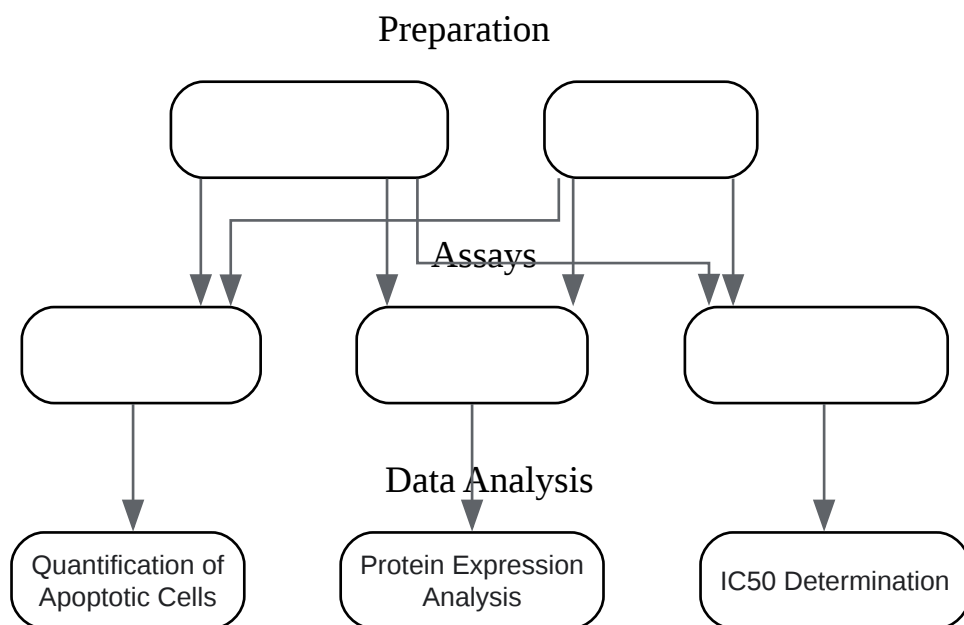 Preparation
Assays
Data Analysis
Quantification of
Apoptotic Cells
Protein Expression
Analysis
IC50 Determination